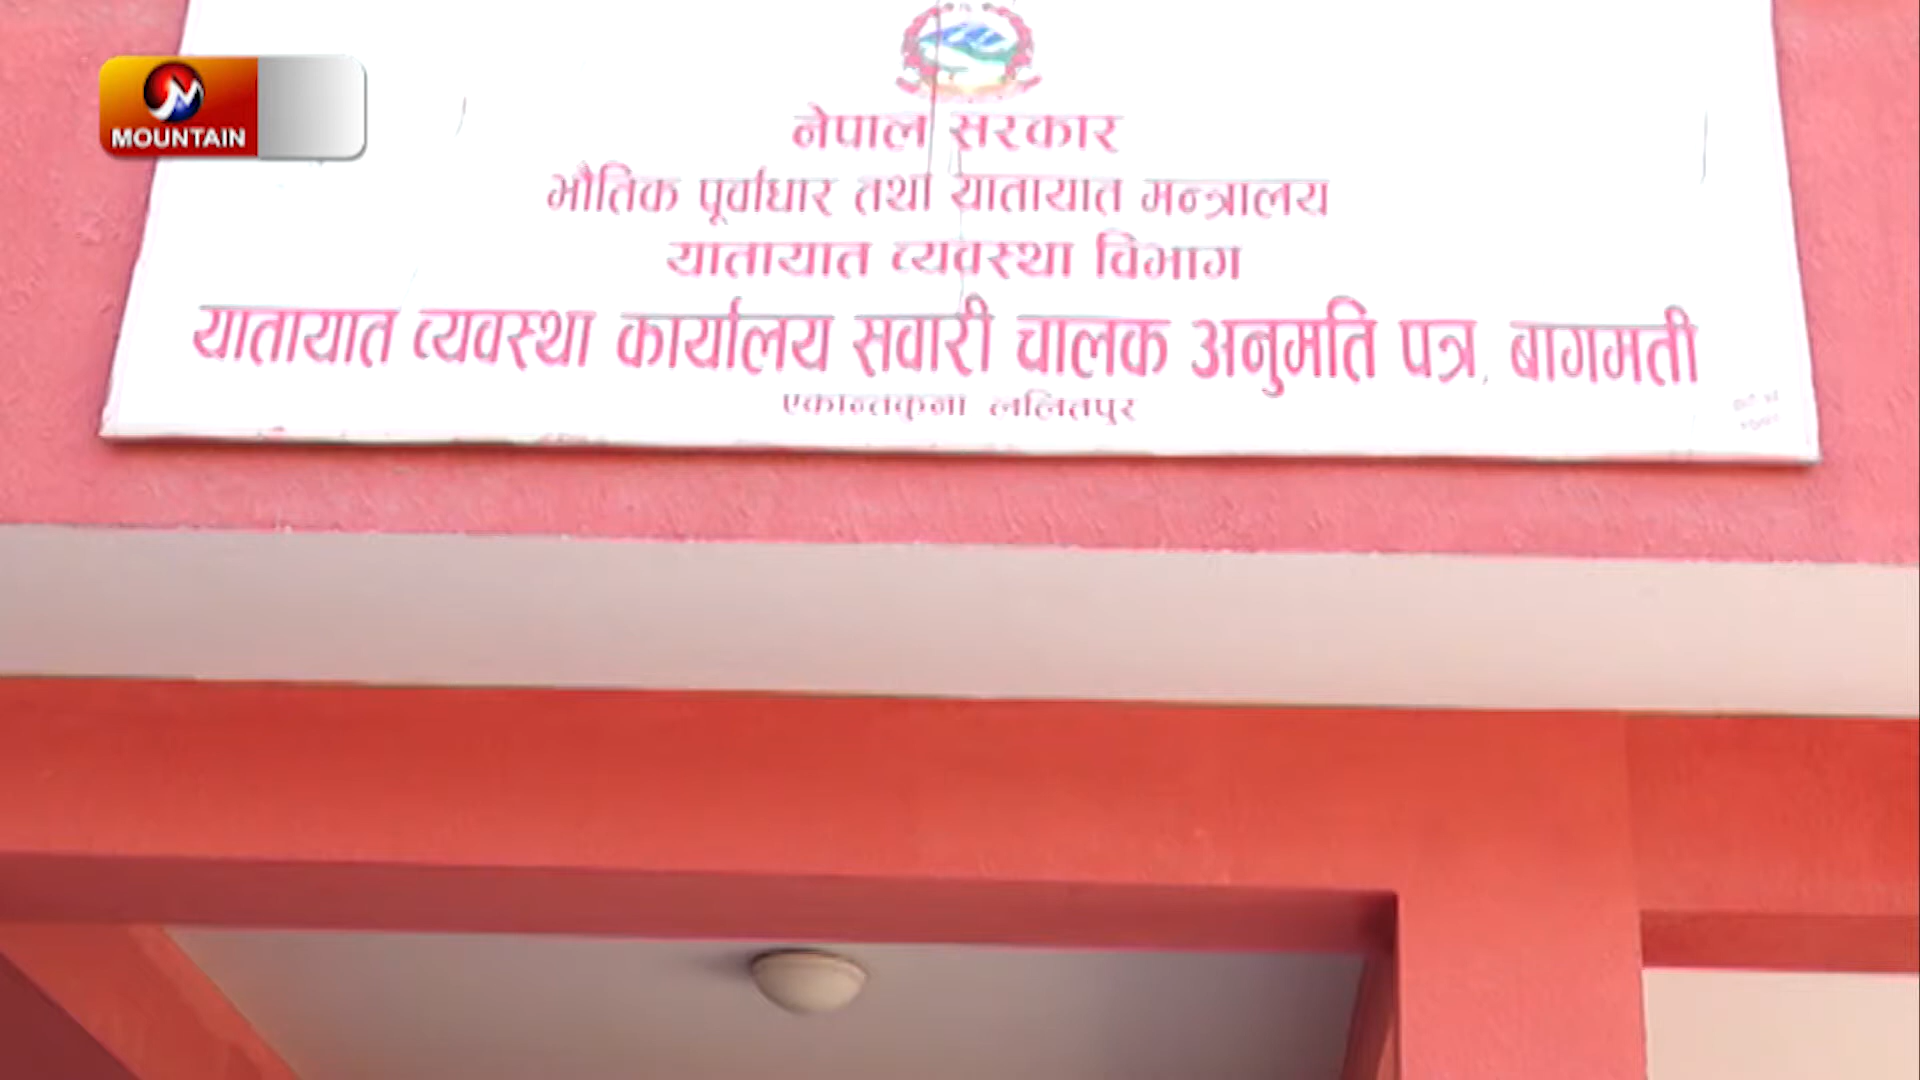 MOUNTAIN
नेपाल सरकार
भौतिक पूर्वाधार तथा यातायात मन्त्रालय
यातायात व्यवस्था विभाग
यातायात व्यवस्था कार्यालय सवारी चालक अनुमति पत्र, बागमती
एकान्तकुना ललितपुर